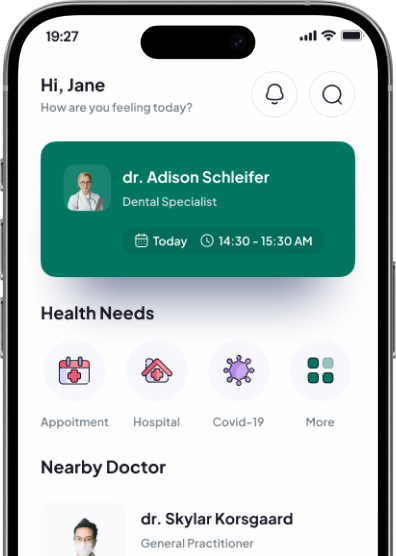 19:27
Hi, Jane
How are you feeling today?
dr. Adison Schleifer
Dental Specialist
Today 14:30 - 15:30 AM
Health Needs
Appoitment Hospital Covid-19 More
Nearby Doctor
dr. Skylar Korsgaard
General Practitioner